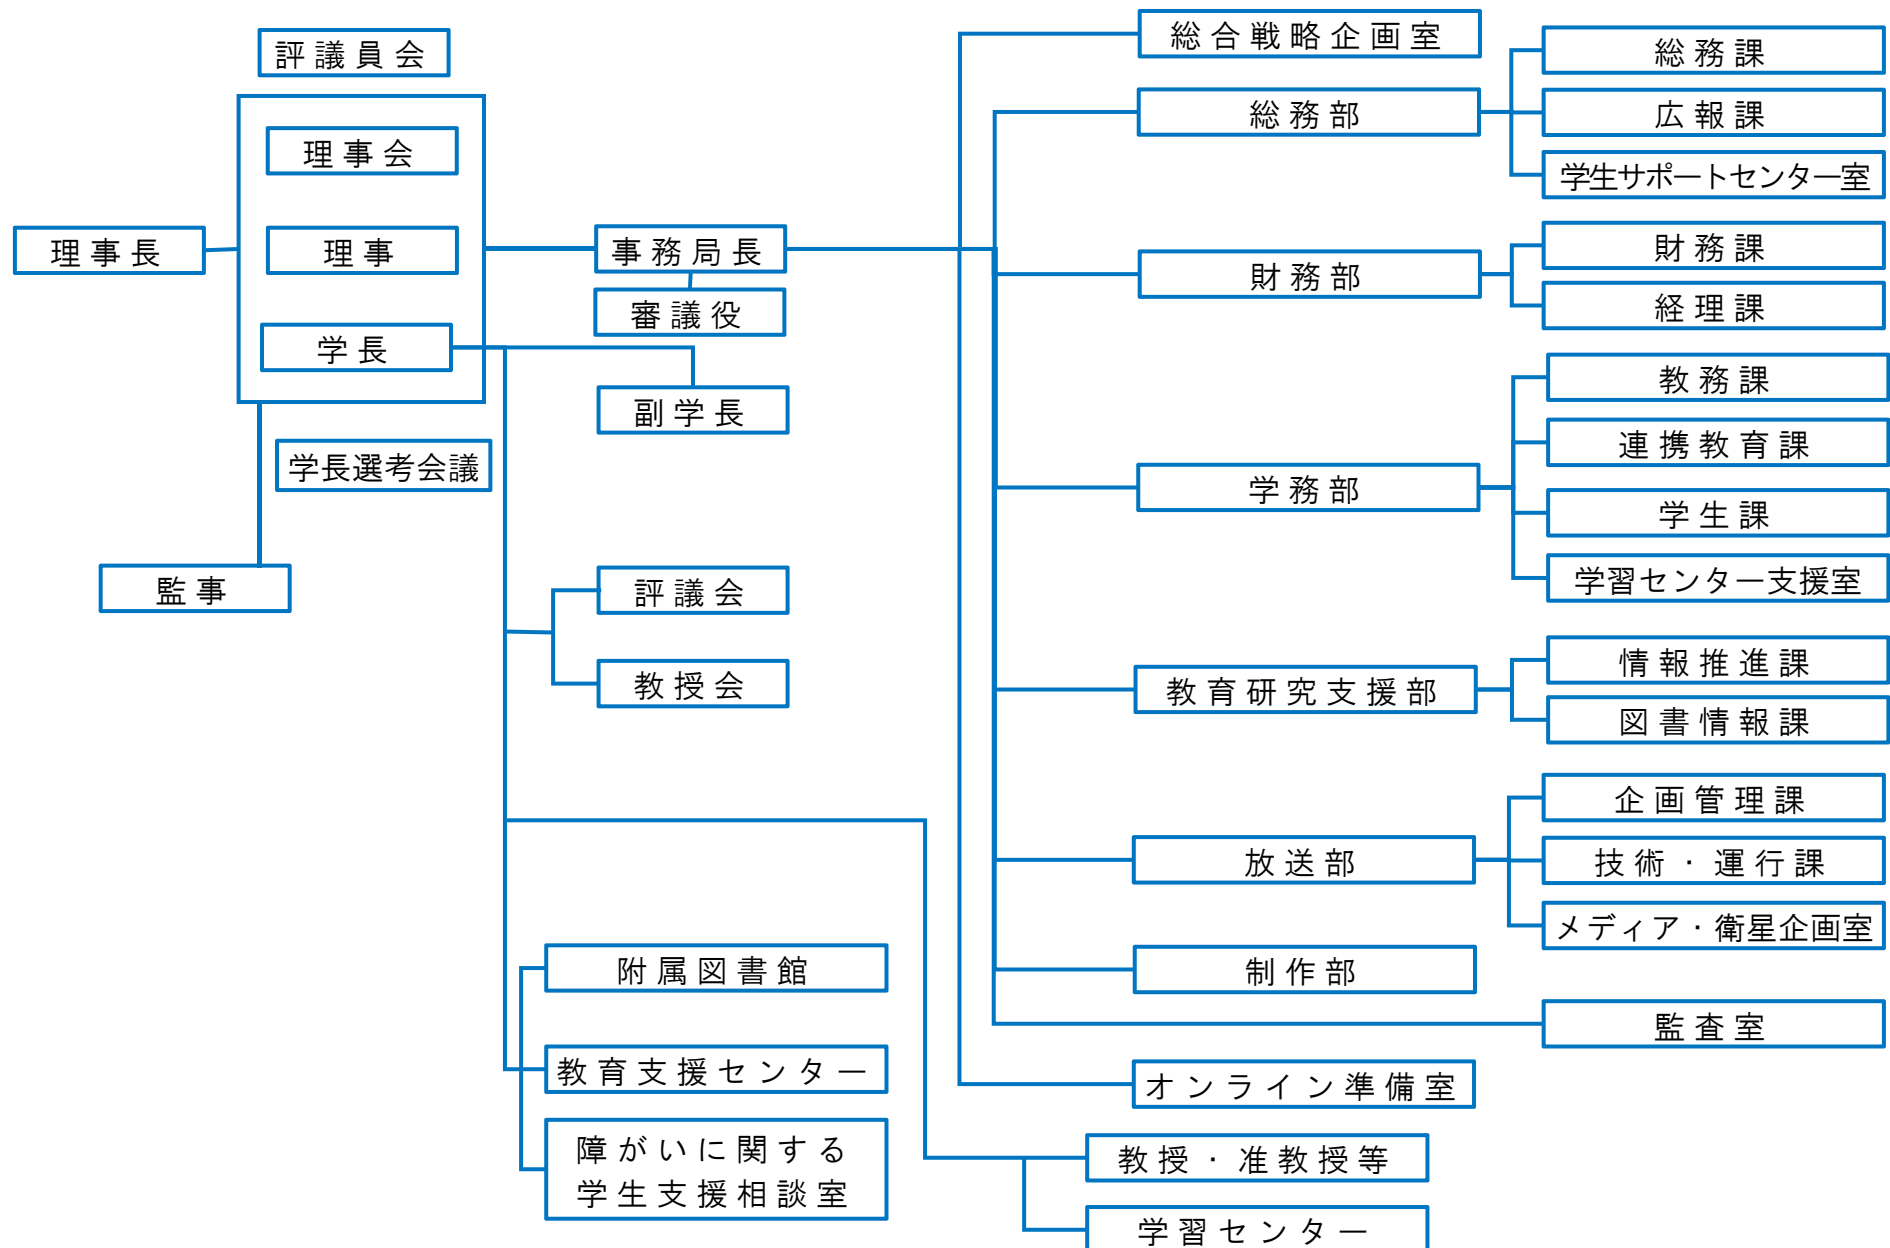 評議員会
理事会
理事長
理事
学長
事務局長
審議役
副学長
学長選考会議
監事
評議会
教授会
附属図書館
教育支援センター
障がいに関する
学生支援相談室
総合戦略企画室
総務部
総務課
広報課
学生サポートセンター室
財務部
財務課
経理課
学務部
教務課
連携教育課
学生課
学習センター支援室
教育研究支援部
情報推進課
図書情報課
放送部
企画管理課
技術・運行課
メディア・衛星企画室
制作部
監査室
オンライン準備室
教授・准教授等
学習センター